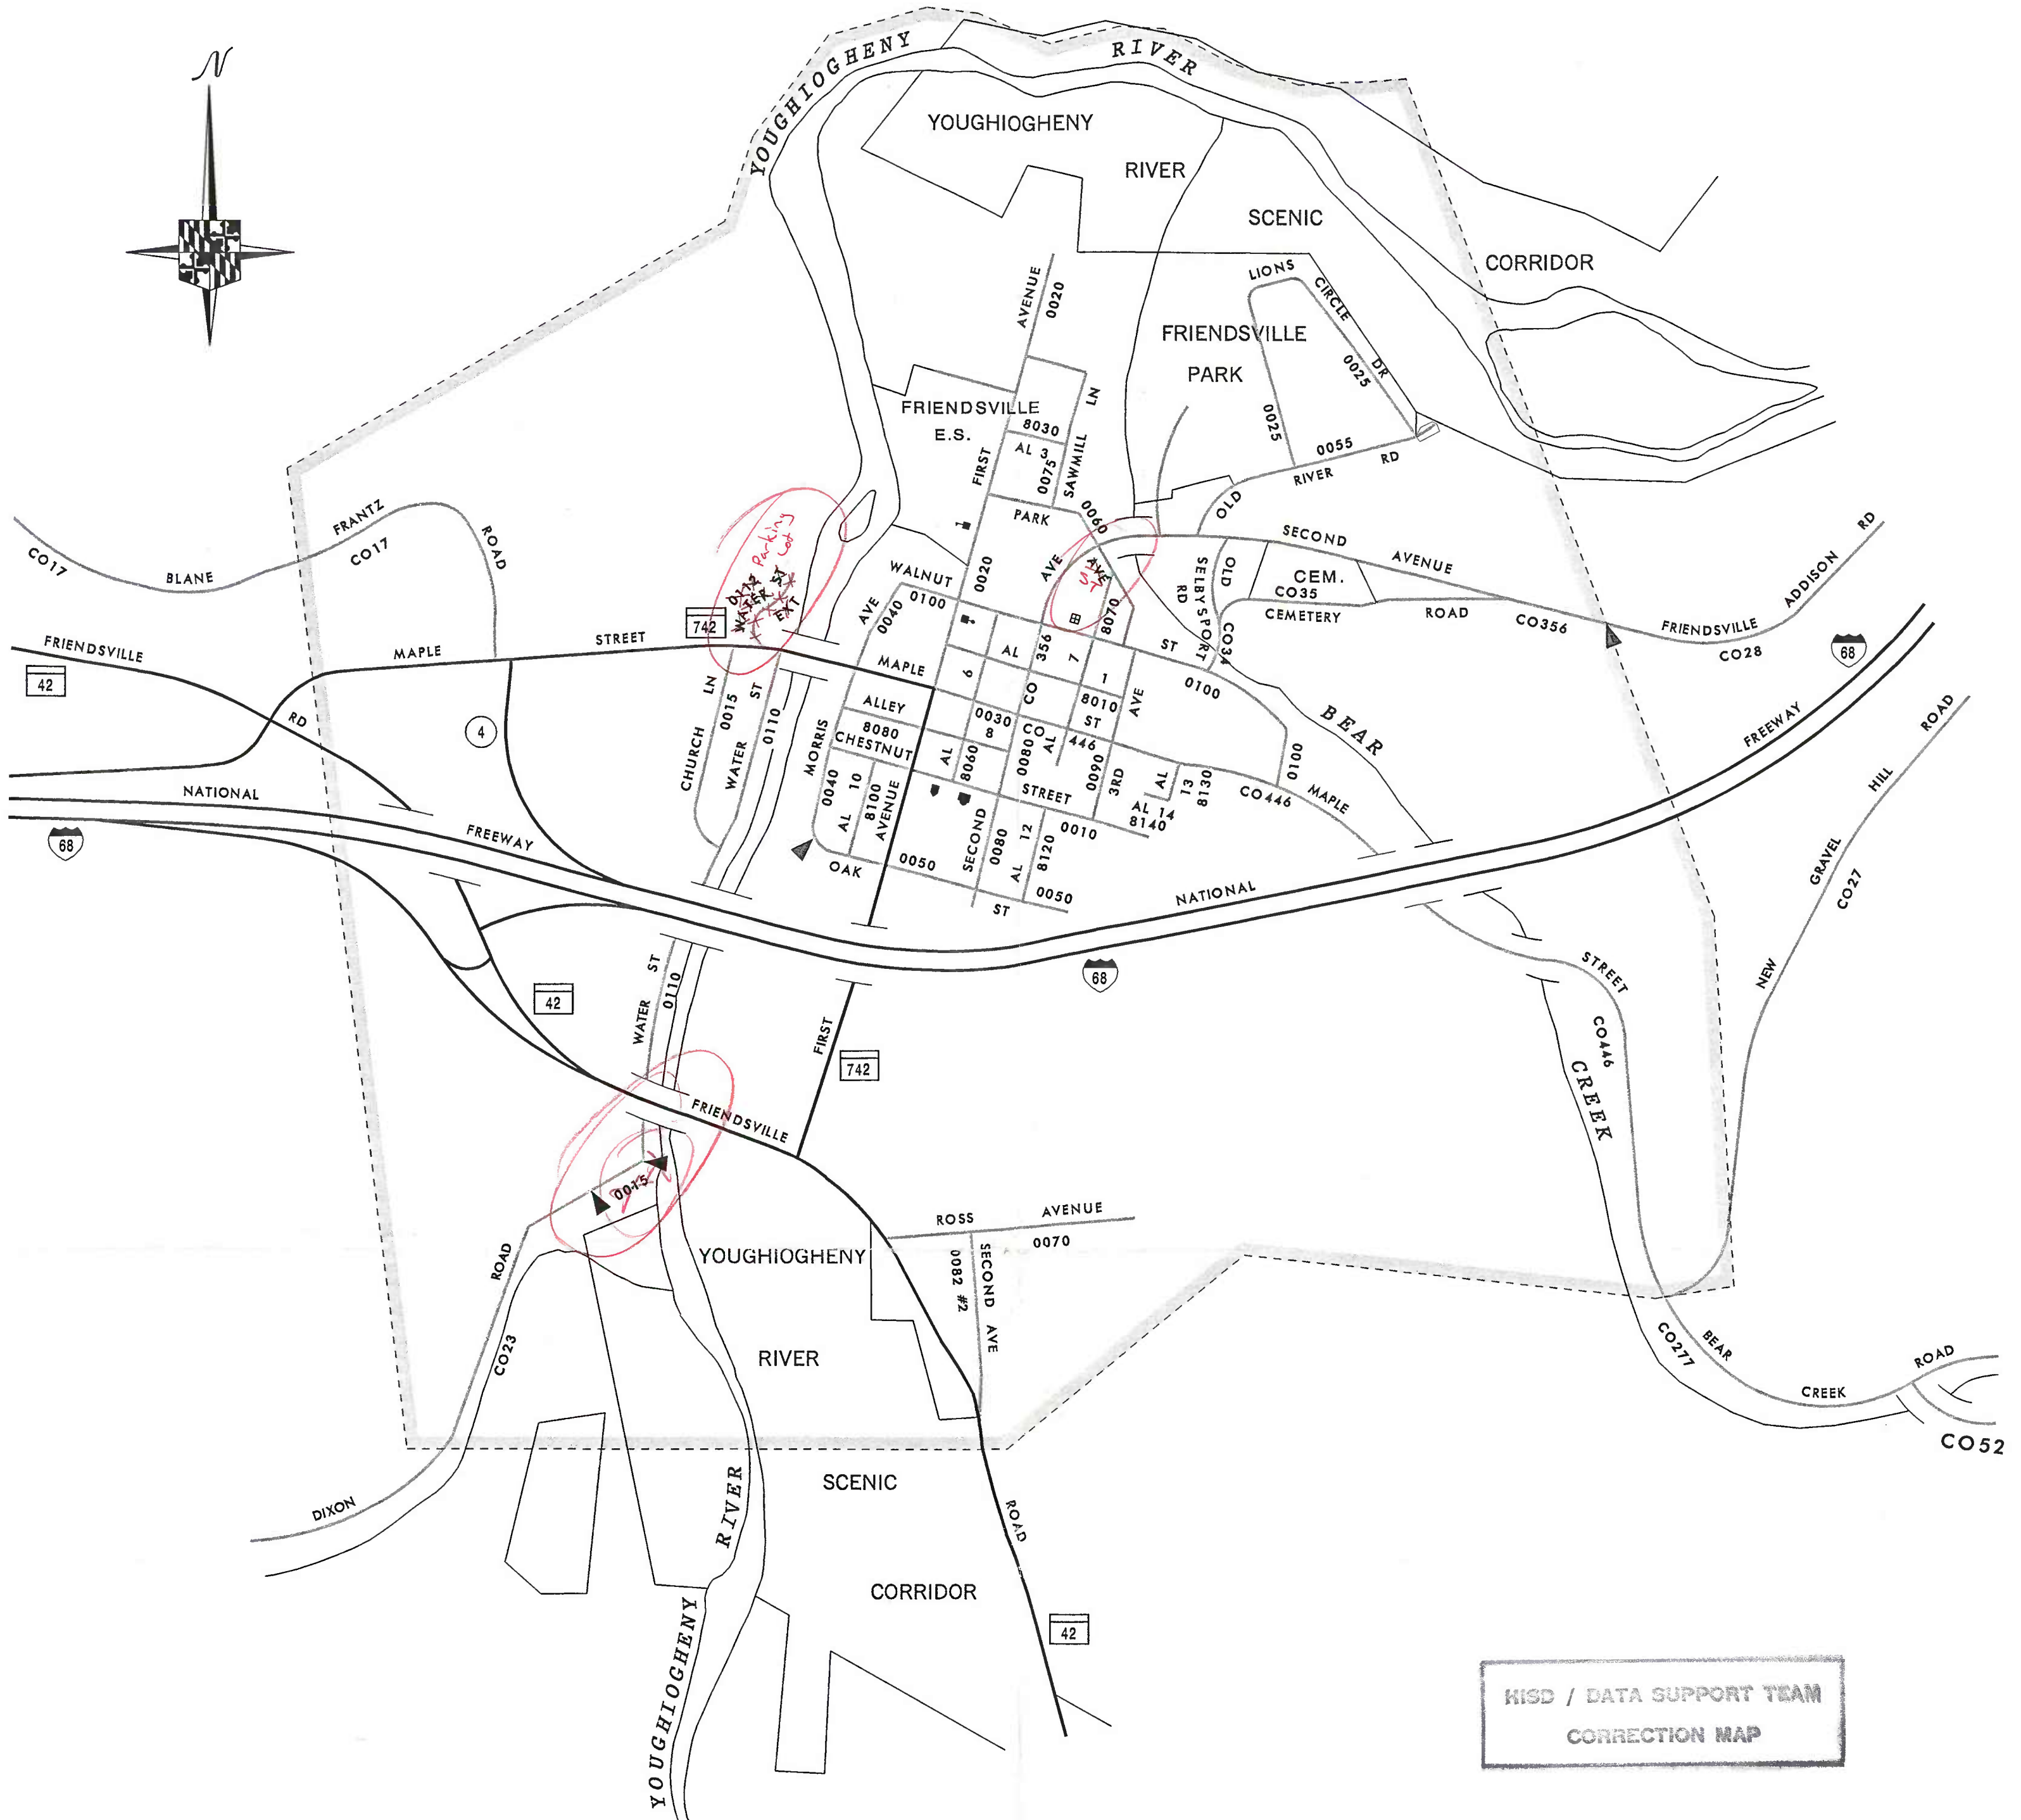 N
YOUGHIOGHENY
RIVER
YOUGHIOGHENY
RIVER
SCENIC
CORRIDOR
LIONS
CIRCLE
DR
0025
0025
AVENUE
0020
FRIENDSVILLE
PARK
FRIENDSVILLE
E.S.
8030
AL 3
LN
0075
SAWMILL
FIRST
0055
RIVER
RD
OLD
PARK
0060
FRANTZ
CO17
ROAD
CO17
BLANE
Parking
Lot
0112
WATER ST
EXT
742
WALNUT
0100
0020
AVE
0040
AVE
AVE
ST
8070
SECOND
AVENUE
OLD
SELBYSPORT
RD
CO34
CEM.
CO35
CEMETERY
ROAD
CO356
ADDISON
RD
FRIENDSVILLE
CO28
68
FRIENDSVILLE
42
RD
MAPLE
STREET
MAPLE
AL
6
356
CO
7
ST
0100
1
8010
ST
AVE
4
LN
0015
CHURCH
ST
0110
WATER
ALLEY
8080
CHESTNUT
MORRIS
0040
AL 10
8100
AVENUE
AL
8060
0030
8
CO
AL
446
0080
0090
3RD
AL
13
8130
AL 14
8140
STREET
0010
BEAR
0100
CO446
MAPLE
SECOND
0080
AL 12
8120
OAK
0050
0050
ST
NATIONAL
FREEWAY
68
NATIONAL
FREEWAY
68
ROAD
HILL
GRAVEL
CO27
NEW
STREET
CO446
CREEK
42
ST
0110
WATER
FIRST
742
FRIENDSVILLE
0015
ROAD
CO23
DIXON
ROSS
AVENUE
0070
0082 #2
SECOND AVE
YOUGHIOGHENY
RIVER
SCENIC
CORRIDOR
RIVER
YOUGHIOGHENY
ROAD
42
CO277
BEAR
CREEK
ROAD
CO52
HISD / DATA SUPPORT TEAM
CORRECTION MAP